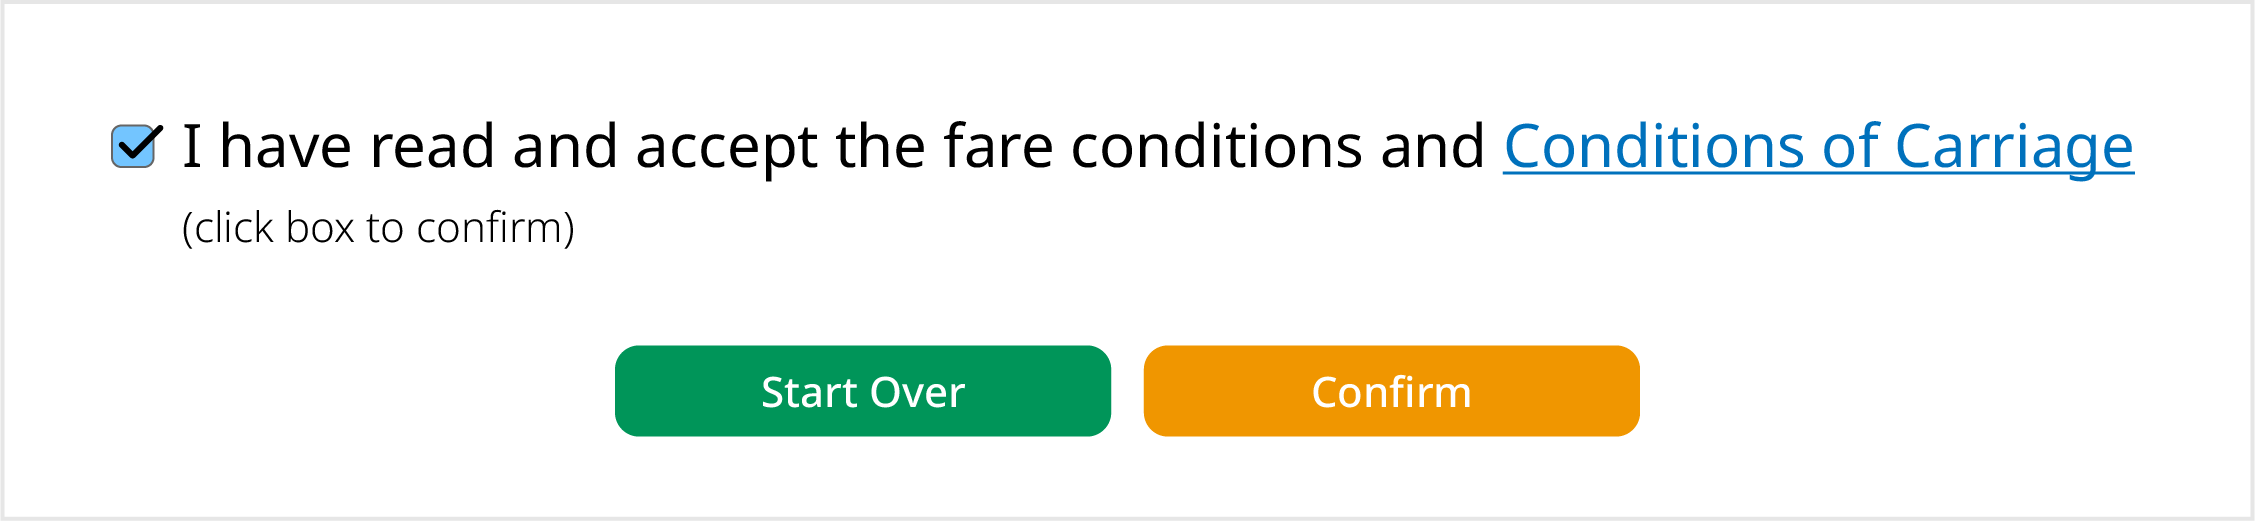 I have read and accept the fare conditions and Conditions of Carriage
(click box to confirm)
Start Over
Confirm